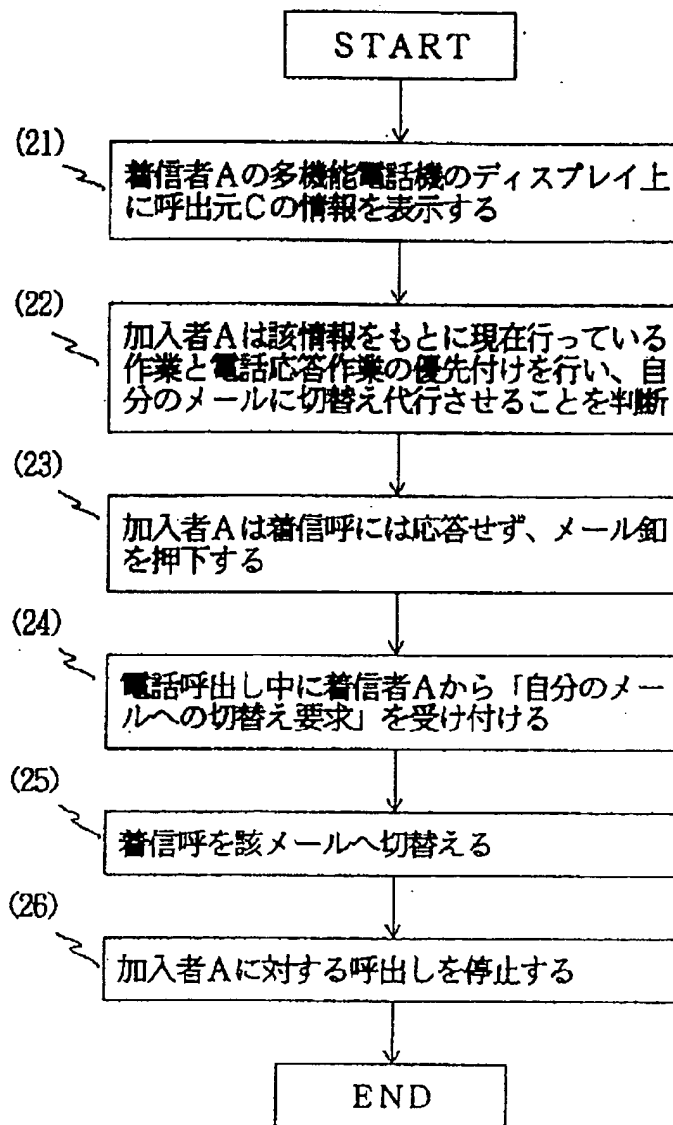 START
(21)
着信者Aの多機能電話機のディスプレイ上
に呼出元Cの情報を表示する
(22)
加入者Aは該情報をもとに現在行っている
作業と電話応答作業の優先付けを行い、自
分のメールに切替え代行させることを判断
(23)
加入者Aは着信呼には応答せず、メール釦
を押下する
(24)
電話呼出し中に着信者Aから「自分のメー
ルへの切替え要求」を受け付ける
(25)
着信呼を該メールへ切替える
(26)
加入者Aに対する呼出しを停止する
END